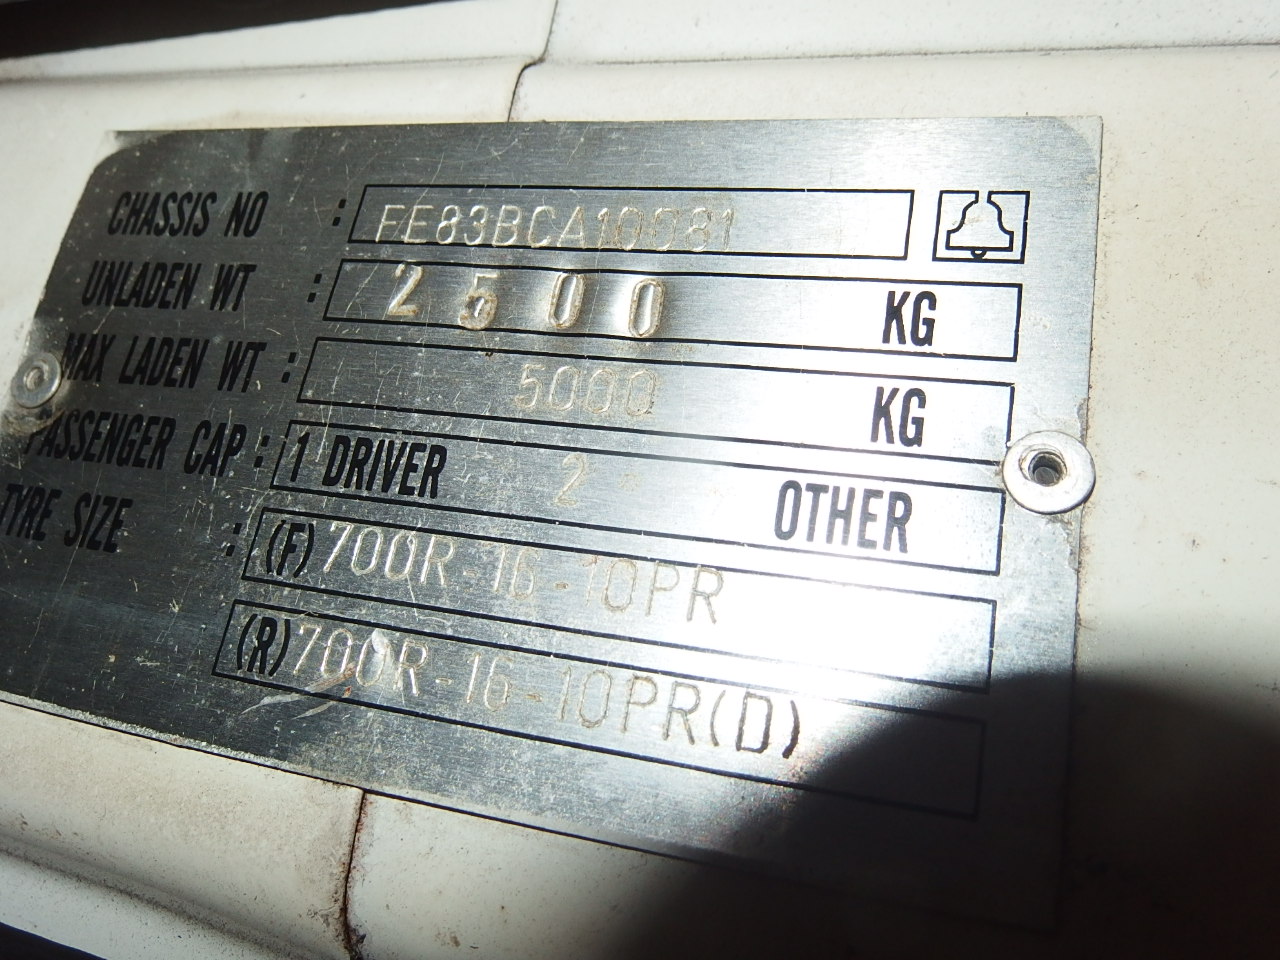 CHASSIS NO : FE83BCA10081
UNLADEN WT : 2500 KG
MAX LADEN WT : 5000 KG
PASSENGER CAP : 1 DRIVER 2 OTHER
TYRE SIZE : (F) 700R-16-10PR
(R) 700R-16-10PR(D)